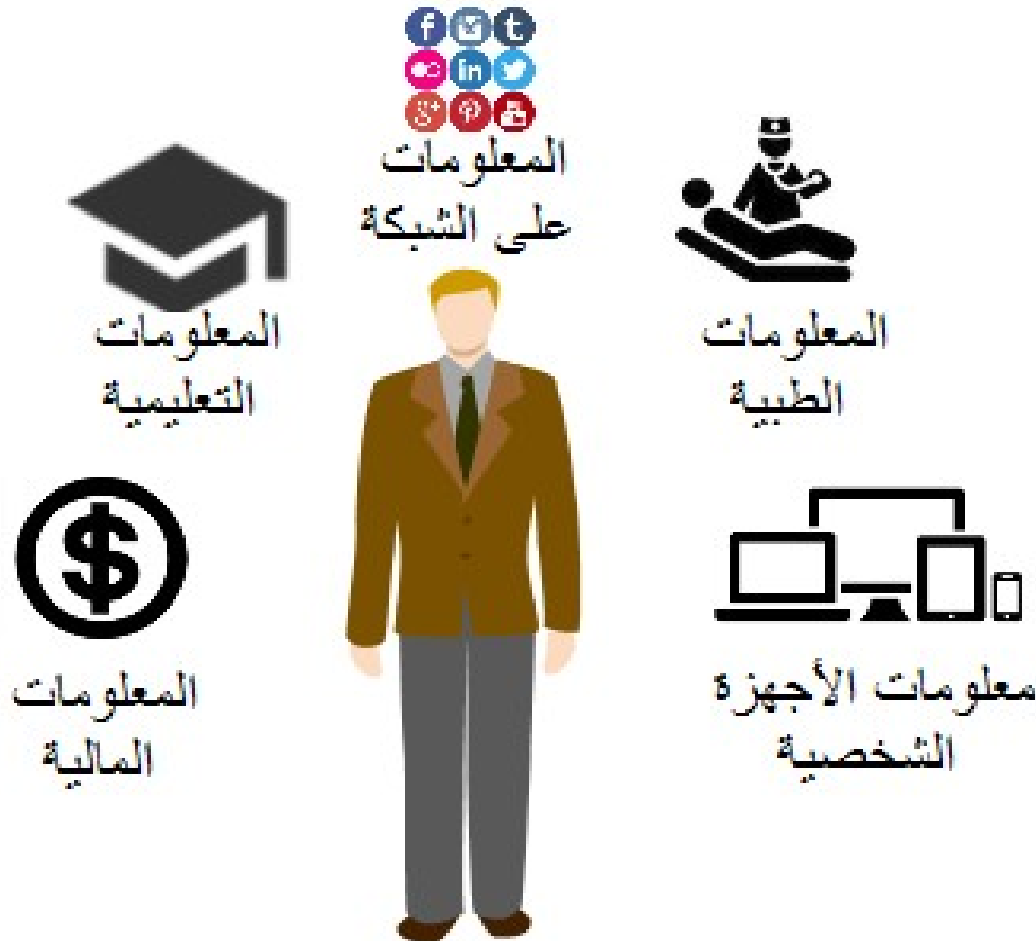 المعلومات
على الشبكة
المعلومات
الطبية
المعلومات
التعليمية
معلومات الأجهزة
الشخصية
المعلومات
المالية